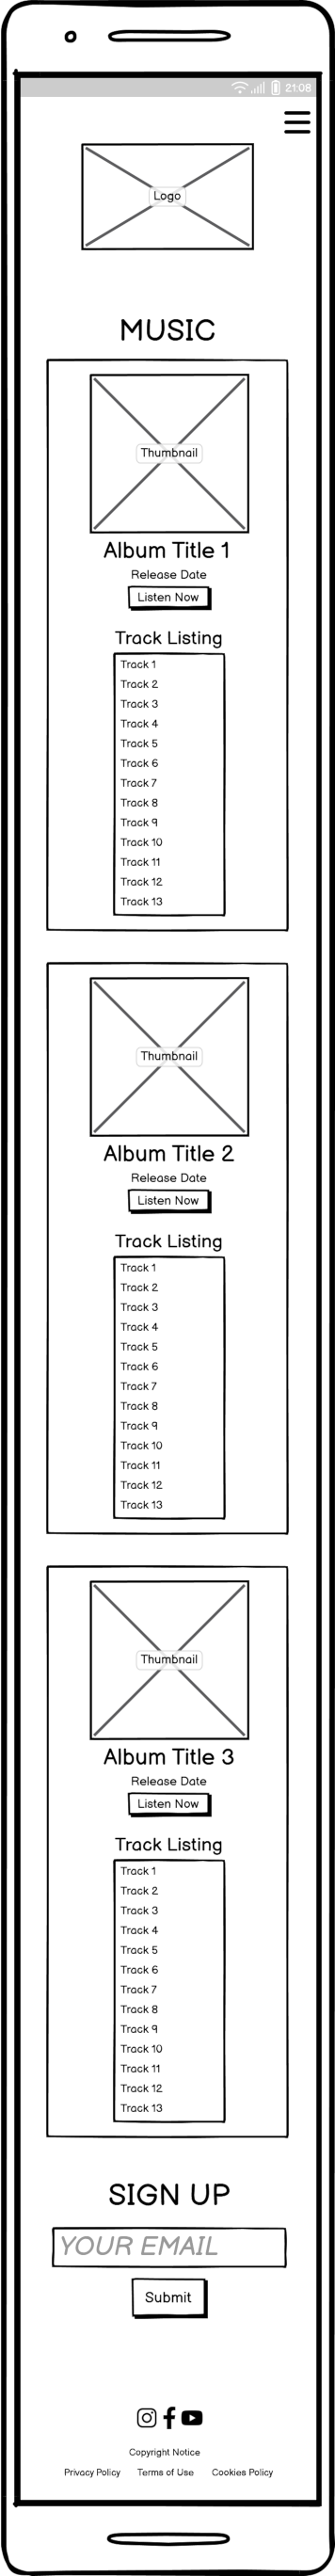 21:08
Logo
MUSIC
Thumbnail
Album Title 1
Release Date
Listen Now
Track Listing
Track 1
Track 2
Track 3
Track 4
Track 5
Track 6
Track 7
Track 8
Track 9
Track 10
Track 11
Track 12
Track 13
Thumbnail
Album Title 2
Release Date
Listen Now
Track Listing
Track 1
Track 2
Track 3
Track 4
Track 5
Track 6
Track 7
Track 8
Track 9
Track 10
Track 11
Track 12
Track 13
Thumbnail
Album Title 3
Release Date
Listen Now
Track Listing
Track 1
Track 2
Track 3
Track 4
Track 5
Track 6
Track 7
Track 8
Track 9
Track 10
Track 11
Track 12
Track 13
SIGN UP
YOUR EMAIL
Submit
Copyright Notice
Privacy Policy Terms of Use Cookies Policy